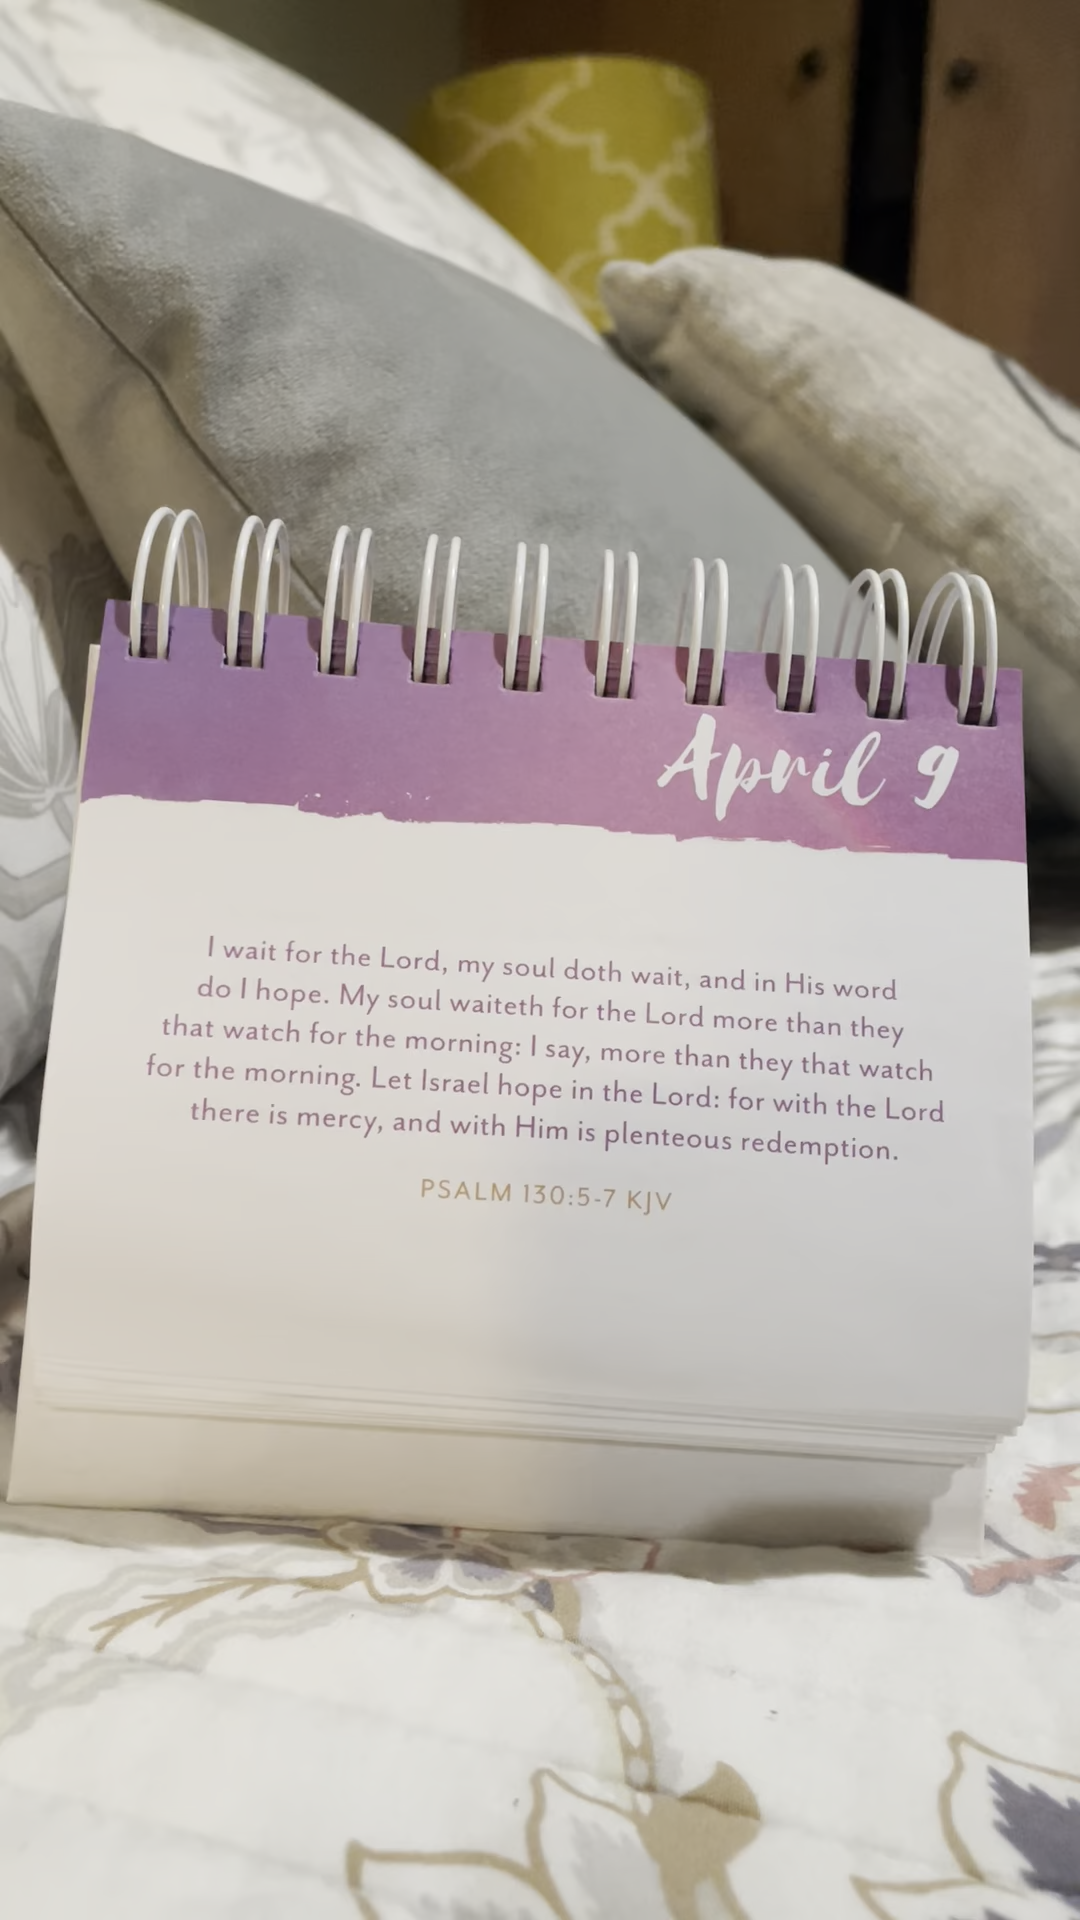 April 9
I wait for the Lord, my soul doth wait, and in His word
do I hope. My soul waiteth for the Lord more than they
that watch for the morning: I say, more than they that watch
for the morning. Let Israel hope in the Lord: for with the Lord
there is mercy, and with Him is plenteous redemption.
PSALM 130:5-7 KJV